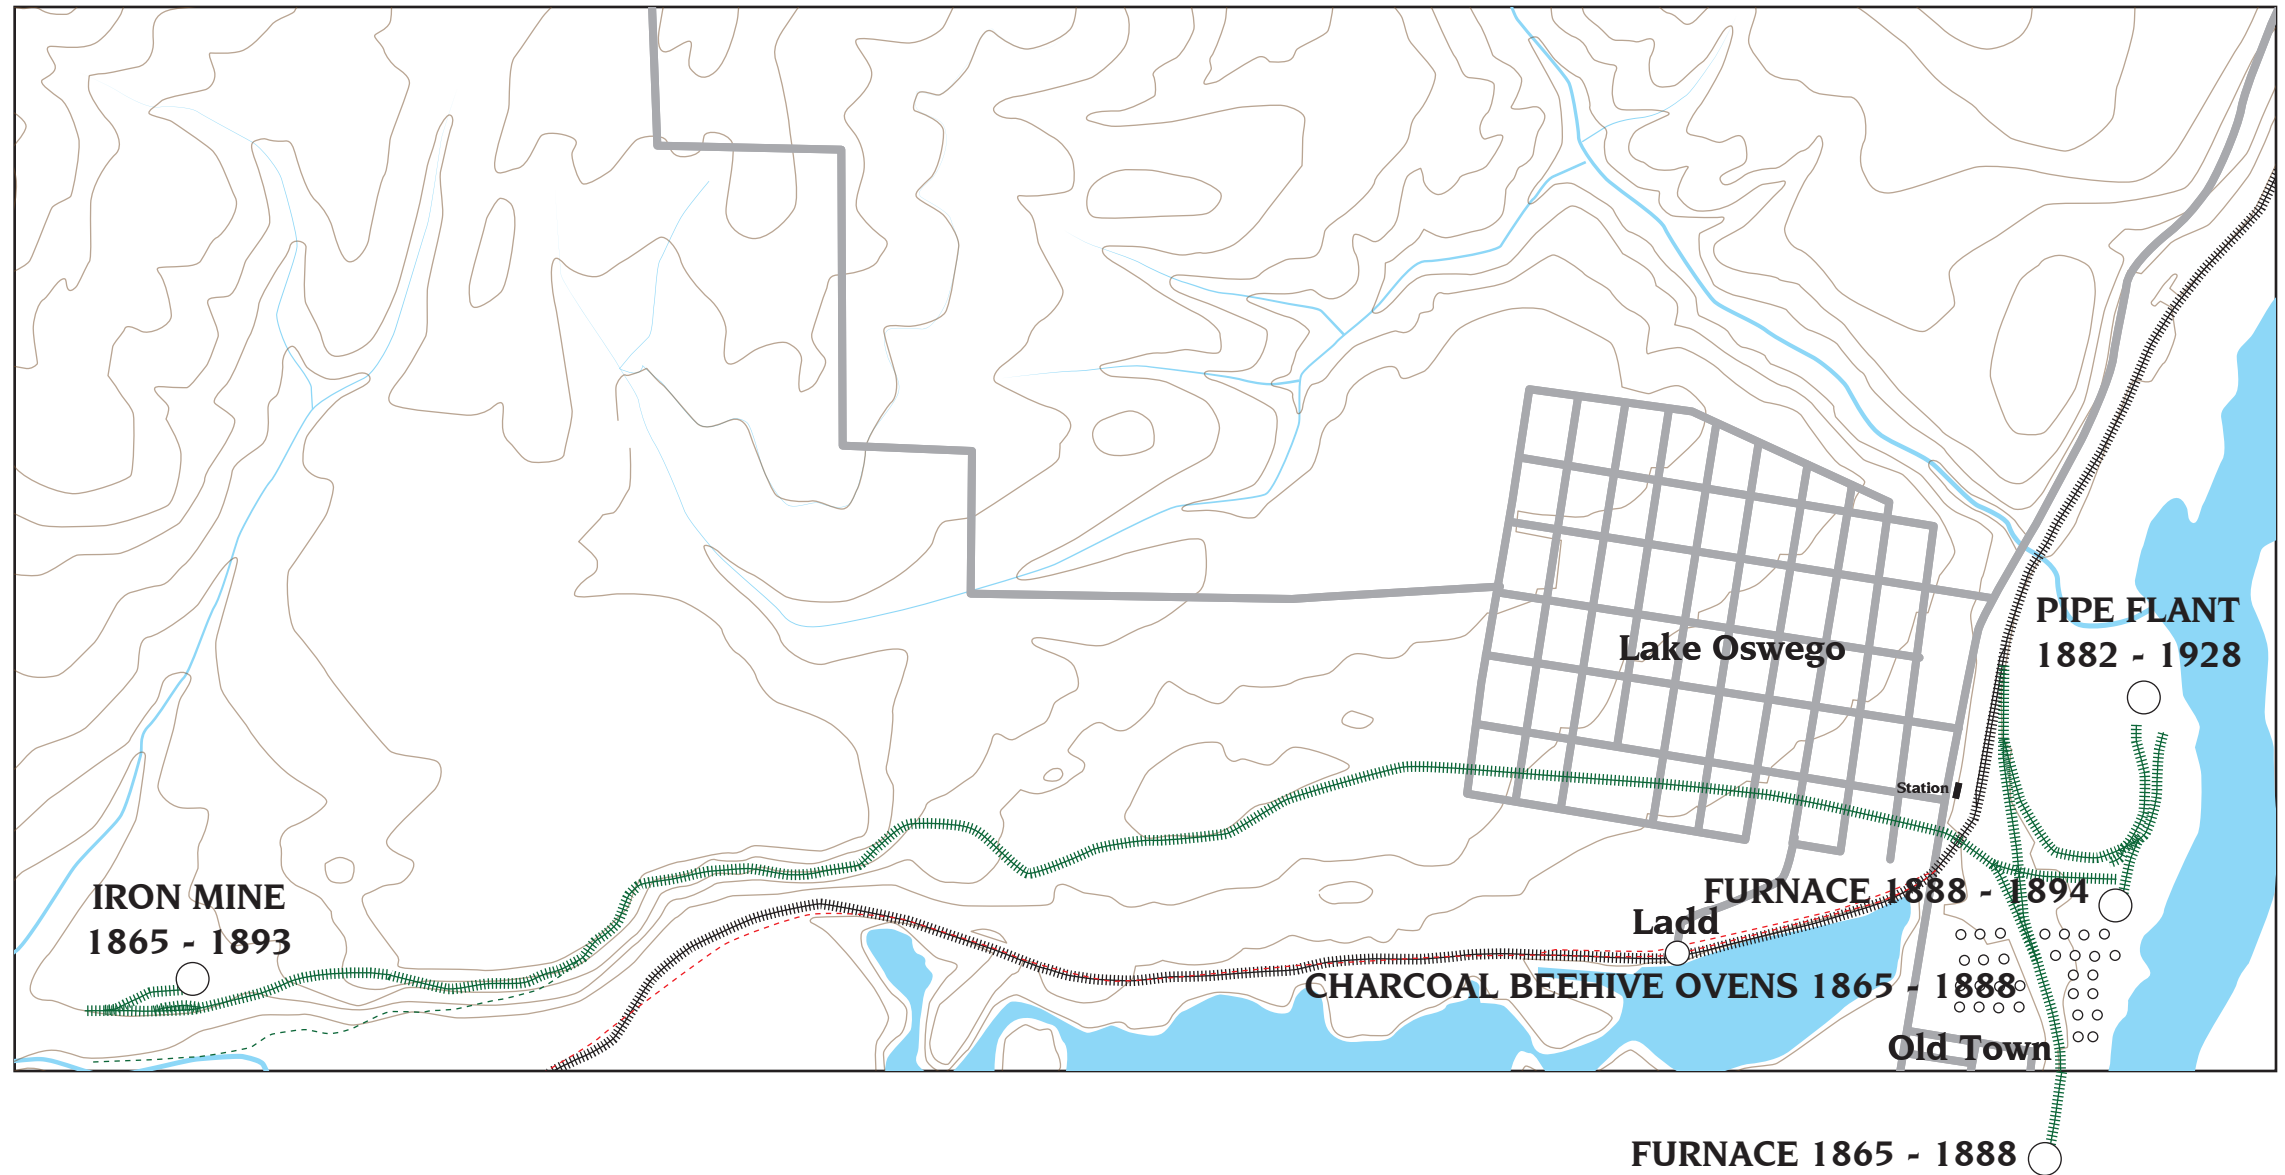 PIPE FLANT
1882 - 1928
Lake Oswego
Station
IRON MINE
1865 - 1893
FURNACE 1888 - 1894
Ladd
CHARCOAL BEEHIVE OVENS 1865 - 1888
Old Town
FURNACE 1865 - 1888